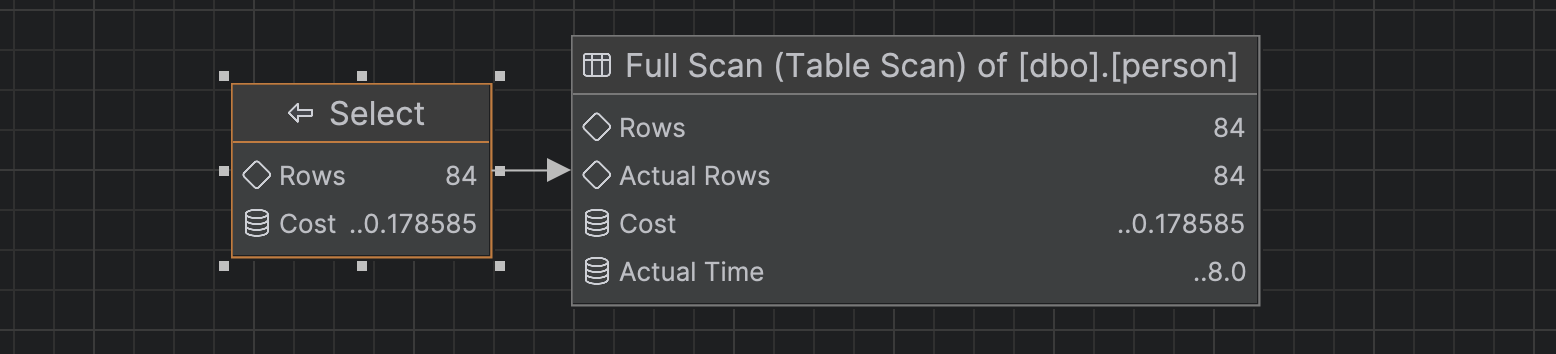 Select
Rows 84
Cost ..0.178585
Full Scan (Table Scan) of [dbo].[person]
Rows 84
Actual Rows 84
Cost ..0.178585
Actual Time ..8.0